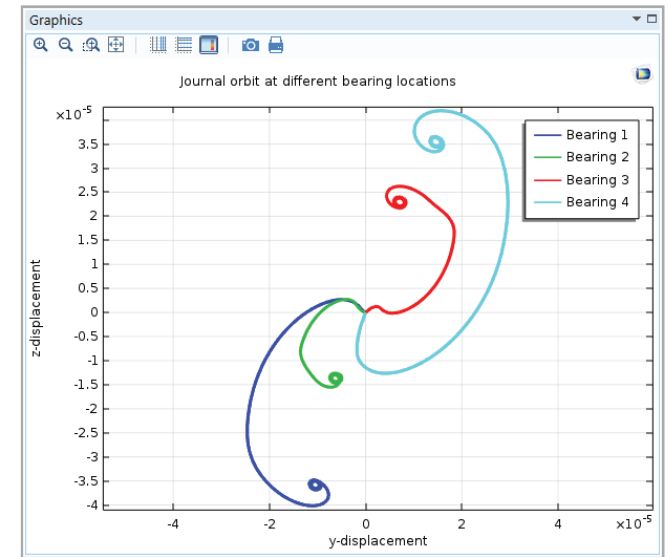 Graphics
Journal orbit at different bearing locations
×10⁻⁵
3.5
3
2.5
2
1.5
1
0.5
0
-0.5
-1
-1.5
-2
-2.5
-3
-3.5
-4
z-displacement
Bearing 1
Bearing 2
Bearing 3
Bearing 4
-4 -2 0 2 4 ×10⁻⁵
y-displacement